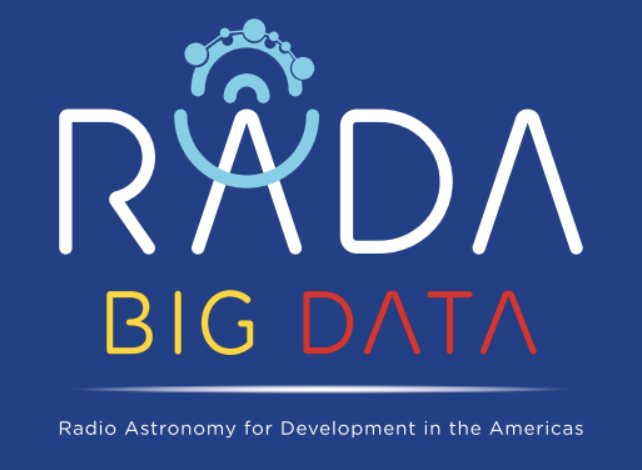 RADA
BIG DATA
Radio Astronomy for Development in the Americas